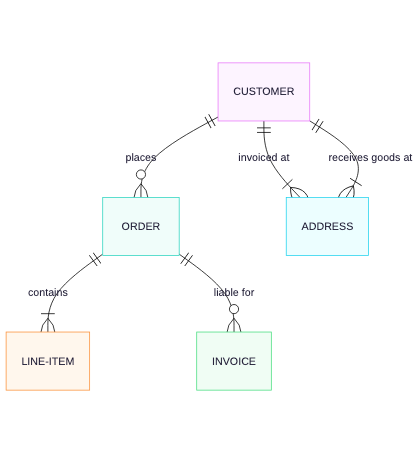 CUSTOMER
places
invoiced at
receives goods at
ORDER
ADDRESS
contains
liable for
LINE-ITEM
INVOICE